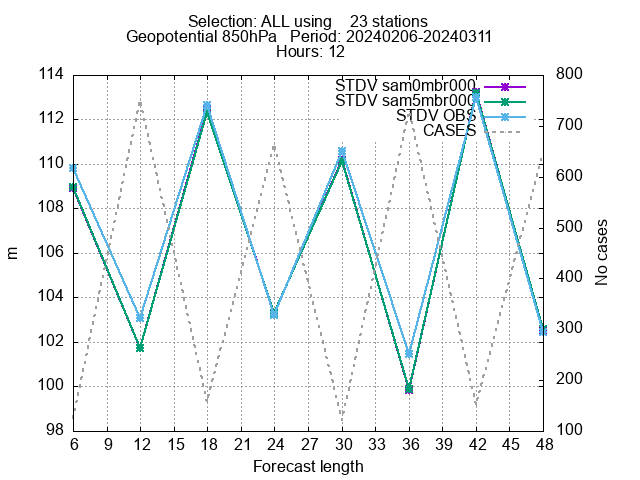 Selection: ALL using 23 stations
Geopotential 850hPa Period: 20240206-20240311
Hours: 12
STDV sam0mbr000
STDV sam5mbr000
STDV OBS
CASES
114
112
110
108
106
104
102
100
98
m
800
700
600
500
400
300
200
100
No cases
6 9 12 15 18 21 24 27 30 33 36 39 42 45 48
Forecast length